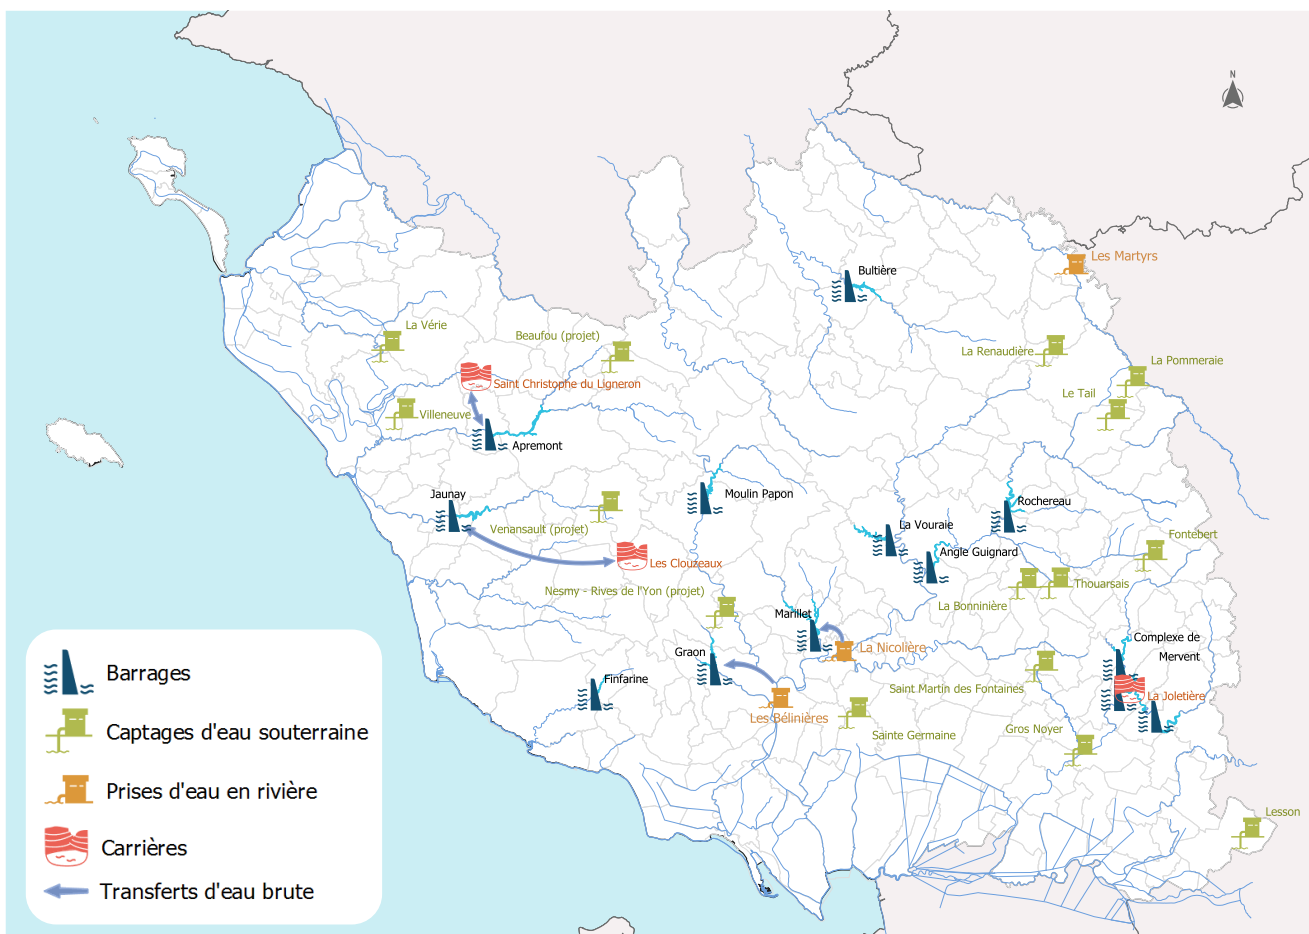 N
Les Martyrs
Bultière
La Vérie
Beaufou (projet)
La Renaudière
La Pommeraie
Saint Christophe du Ligneron
Le Tail
Villeneuve
Apremont
Jaunay
Moulin Papon
Rochereau
Venansault (projet)
La Vouraie
Fontebert
Angle Guignard
Les Clouzeaux
Thouarsais
Nesmy - Rives de l'Yon (projet)
La Bonninière
Marillet
Complexe de
Mervent
Graon
La Nicolière
Finfarine
Saint Martin des Fontaines
La Joletière
Les Bélinières
Sainte Germaine
Gros Noyer
Lesson
Barrages
Captages d'eau souterraine
Prises d'eau en rivière
Carrières
Transferts d'eau brute